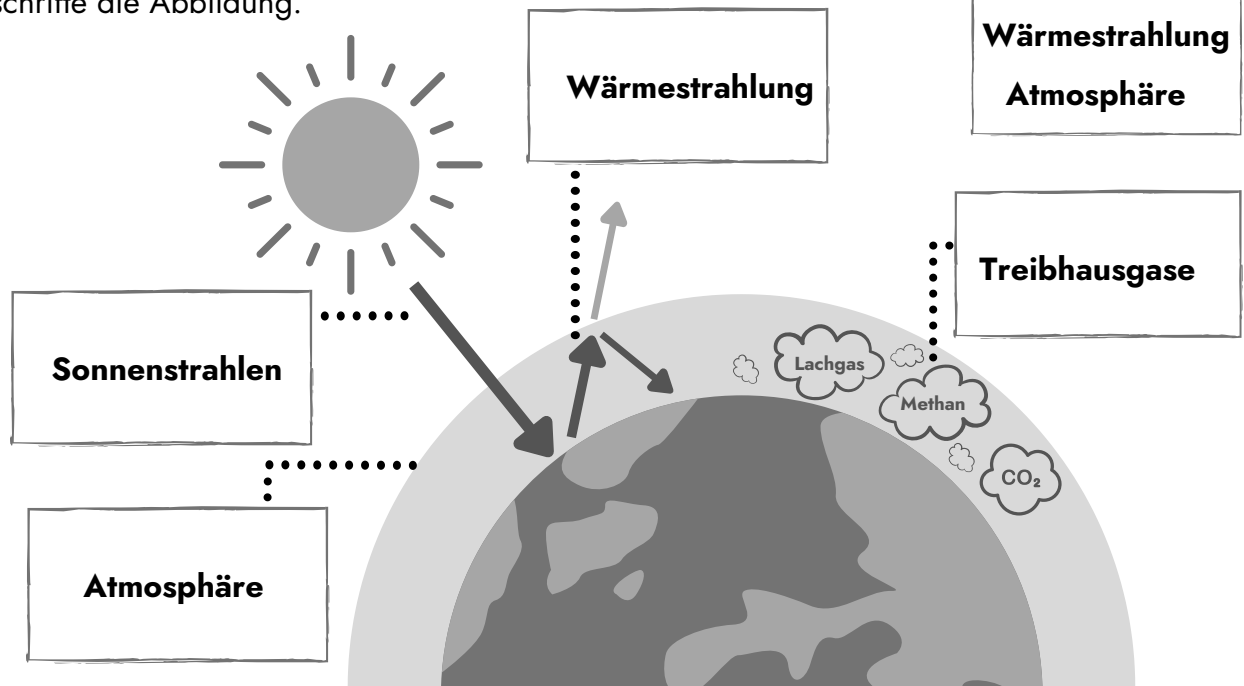 schrifte die Abbildung.
Wärmestrahlung
Wärmestrahlung
Atmosphäre
Treibhausgase
Sonnenstrahlen
Lachgas
Methan
CO₂
Atmosphäre